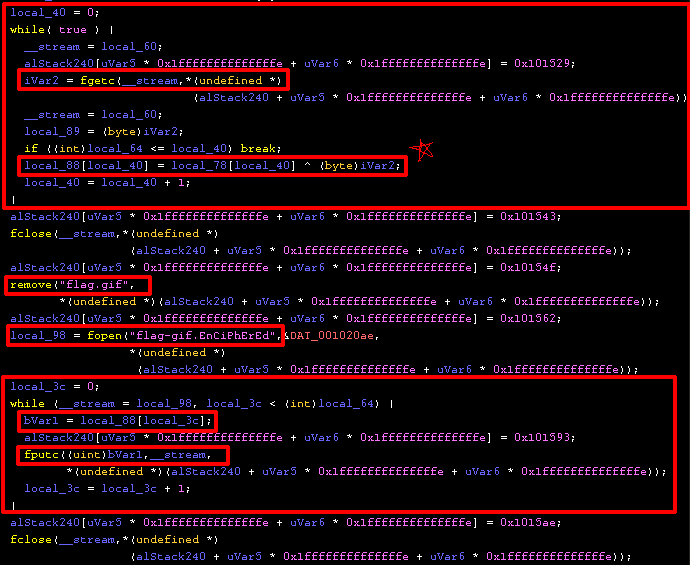 local_40 = 0;
while( true ) {
__stream = local_60;
alStack240[uVar5 * 0x1ffffffffffffffe + uVar6 * 0x1ffffffffffffffe] = 0x101529;
iVar2 = fgetc(__stream,*(undefined *)
(alStack240 + uVar5 * 0x1ffffffffffffffe + uVar6 * 0x1ffffffffffffffe))
__stream = local_60;
local_89 = (byte)iVar2;
if ((int)local_64 <= local_40) break;
local_88[local_40] = local_78[local_40] ^ (byte)iVar2;
local_40 = local_40 + 1;
}
alStack240[uVar5 * 0x1ffffffffffffffe + uVar6 * 0x1ffffffffffffffe] = 0x101543;
fclose(__stream,*(undefined *)
(alStack240 + uVar5 * 0x1ffffffffffffffe + uVar6 * 0x1ffffffffffffffe));
alStack240[uVar5 * 0x1ffffffffffffffe + uVar6 * 0x1ffffffffffffffe] = 0x10154f;
remove("flag.gif",
*(undefined *)(alStack240 + uVar5 * 0x1ffffffffffffffe + uVar6 * 0x1ffffffffffffffe));
alStack240[uVar5 * 0x1ffffffffffffffe + uVar6 * 0x1ffffffffffffffe] = 0x101562;
local_98 = fopen("flag-gif.EnCiPhErEd",&DAT_001020ae,
*(undefined *)
(alStack240 + uVar5 * 0x1ffffffffffffffe + uVar6 * 0x1ffffffffffffffe));
local_3c = 0;
while (__stream = local_98, local_3c < (int)local_64) {
bVar1 = local_88[local_3c];
alStack240[uVar5 * 0x1ffffffffffffffe + uVar6 * 0x1ffffffffffffffe] = 0x101593;
fputc((uint)bVar1,__stream,
*(undefined *)(alStack240 + uVar5 * 0x1ffffffffffffffe + uVar6 * 0x1ffffffffffffffe));
local_3c = local_3c + 1;
}
alStack240[uVar5 * 0x1ffffffffffffffe + uVar6 * 0x1ffffffffffffffe] = 0x1015ae;
fclose(__stream,*(undefined *)
(alStack240 + uVar5 * 0x1ffffffffffffffe + uVar6 * 0x1ffffffffffffffe));